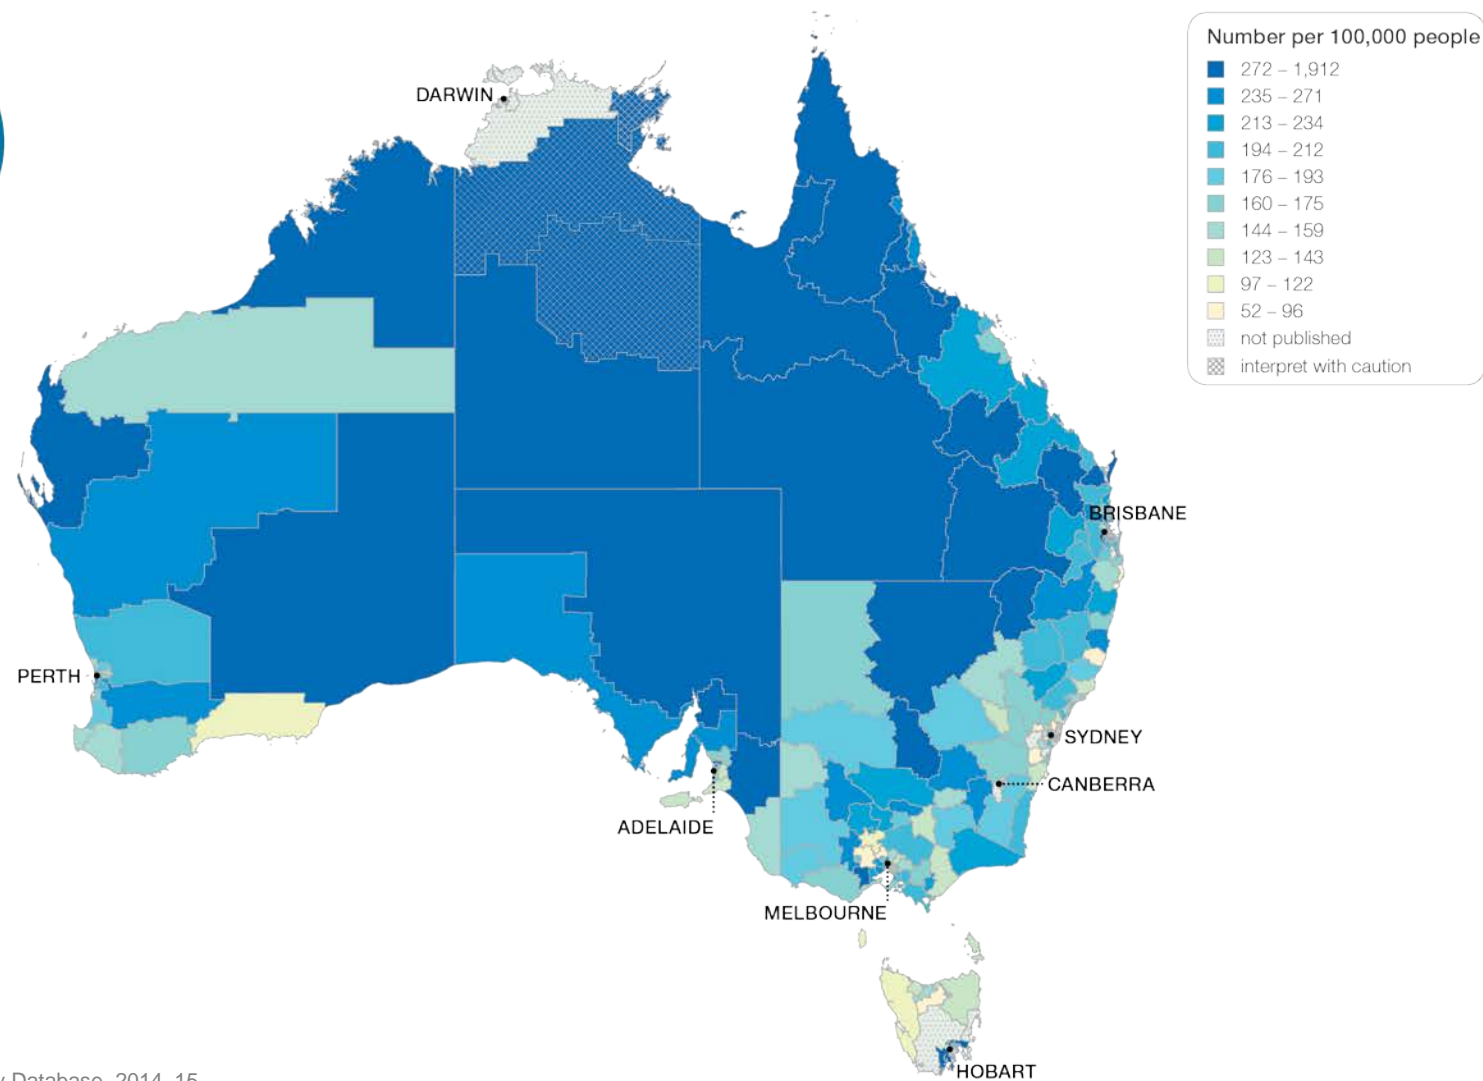 Number per 100,000 people
272 – 1,912
235 – 271
213 – 234
194 – 212
176 – 193
160 – 175
144 – 159
123 – 143
97 – 122
52 – 96
not published
interpret with caution
DARWIN
BRISBANE
PERTH
SYDNEY
CANBERRA
ADELAIDE
MELBOURNE
HOBART
Database, 2014–15